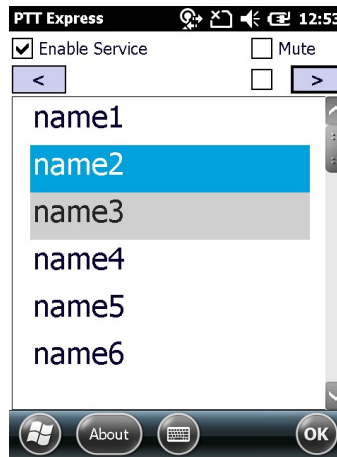 PTT Express 12:53
Enable Service Mute
< >
name1
name2
name3
name4
name5
name6
About OK